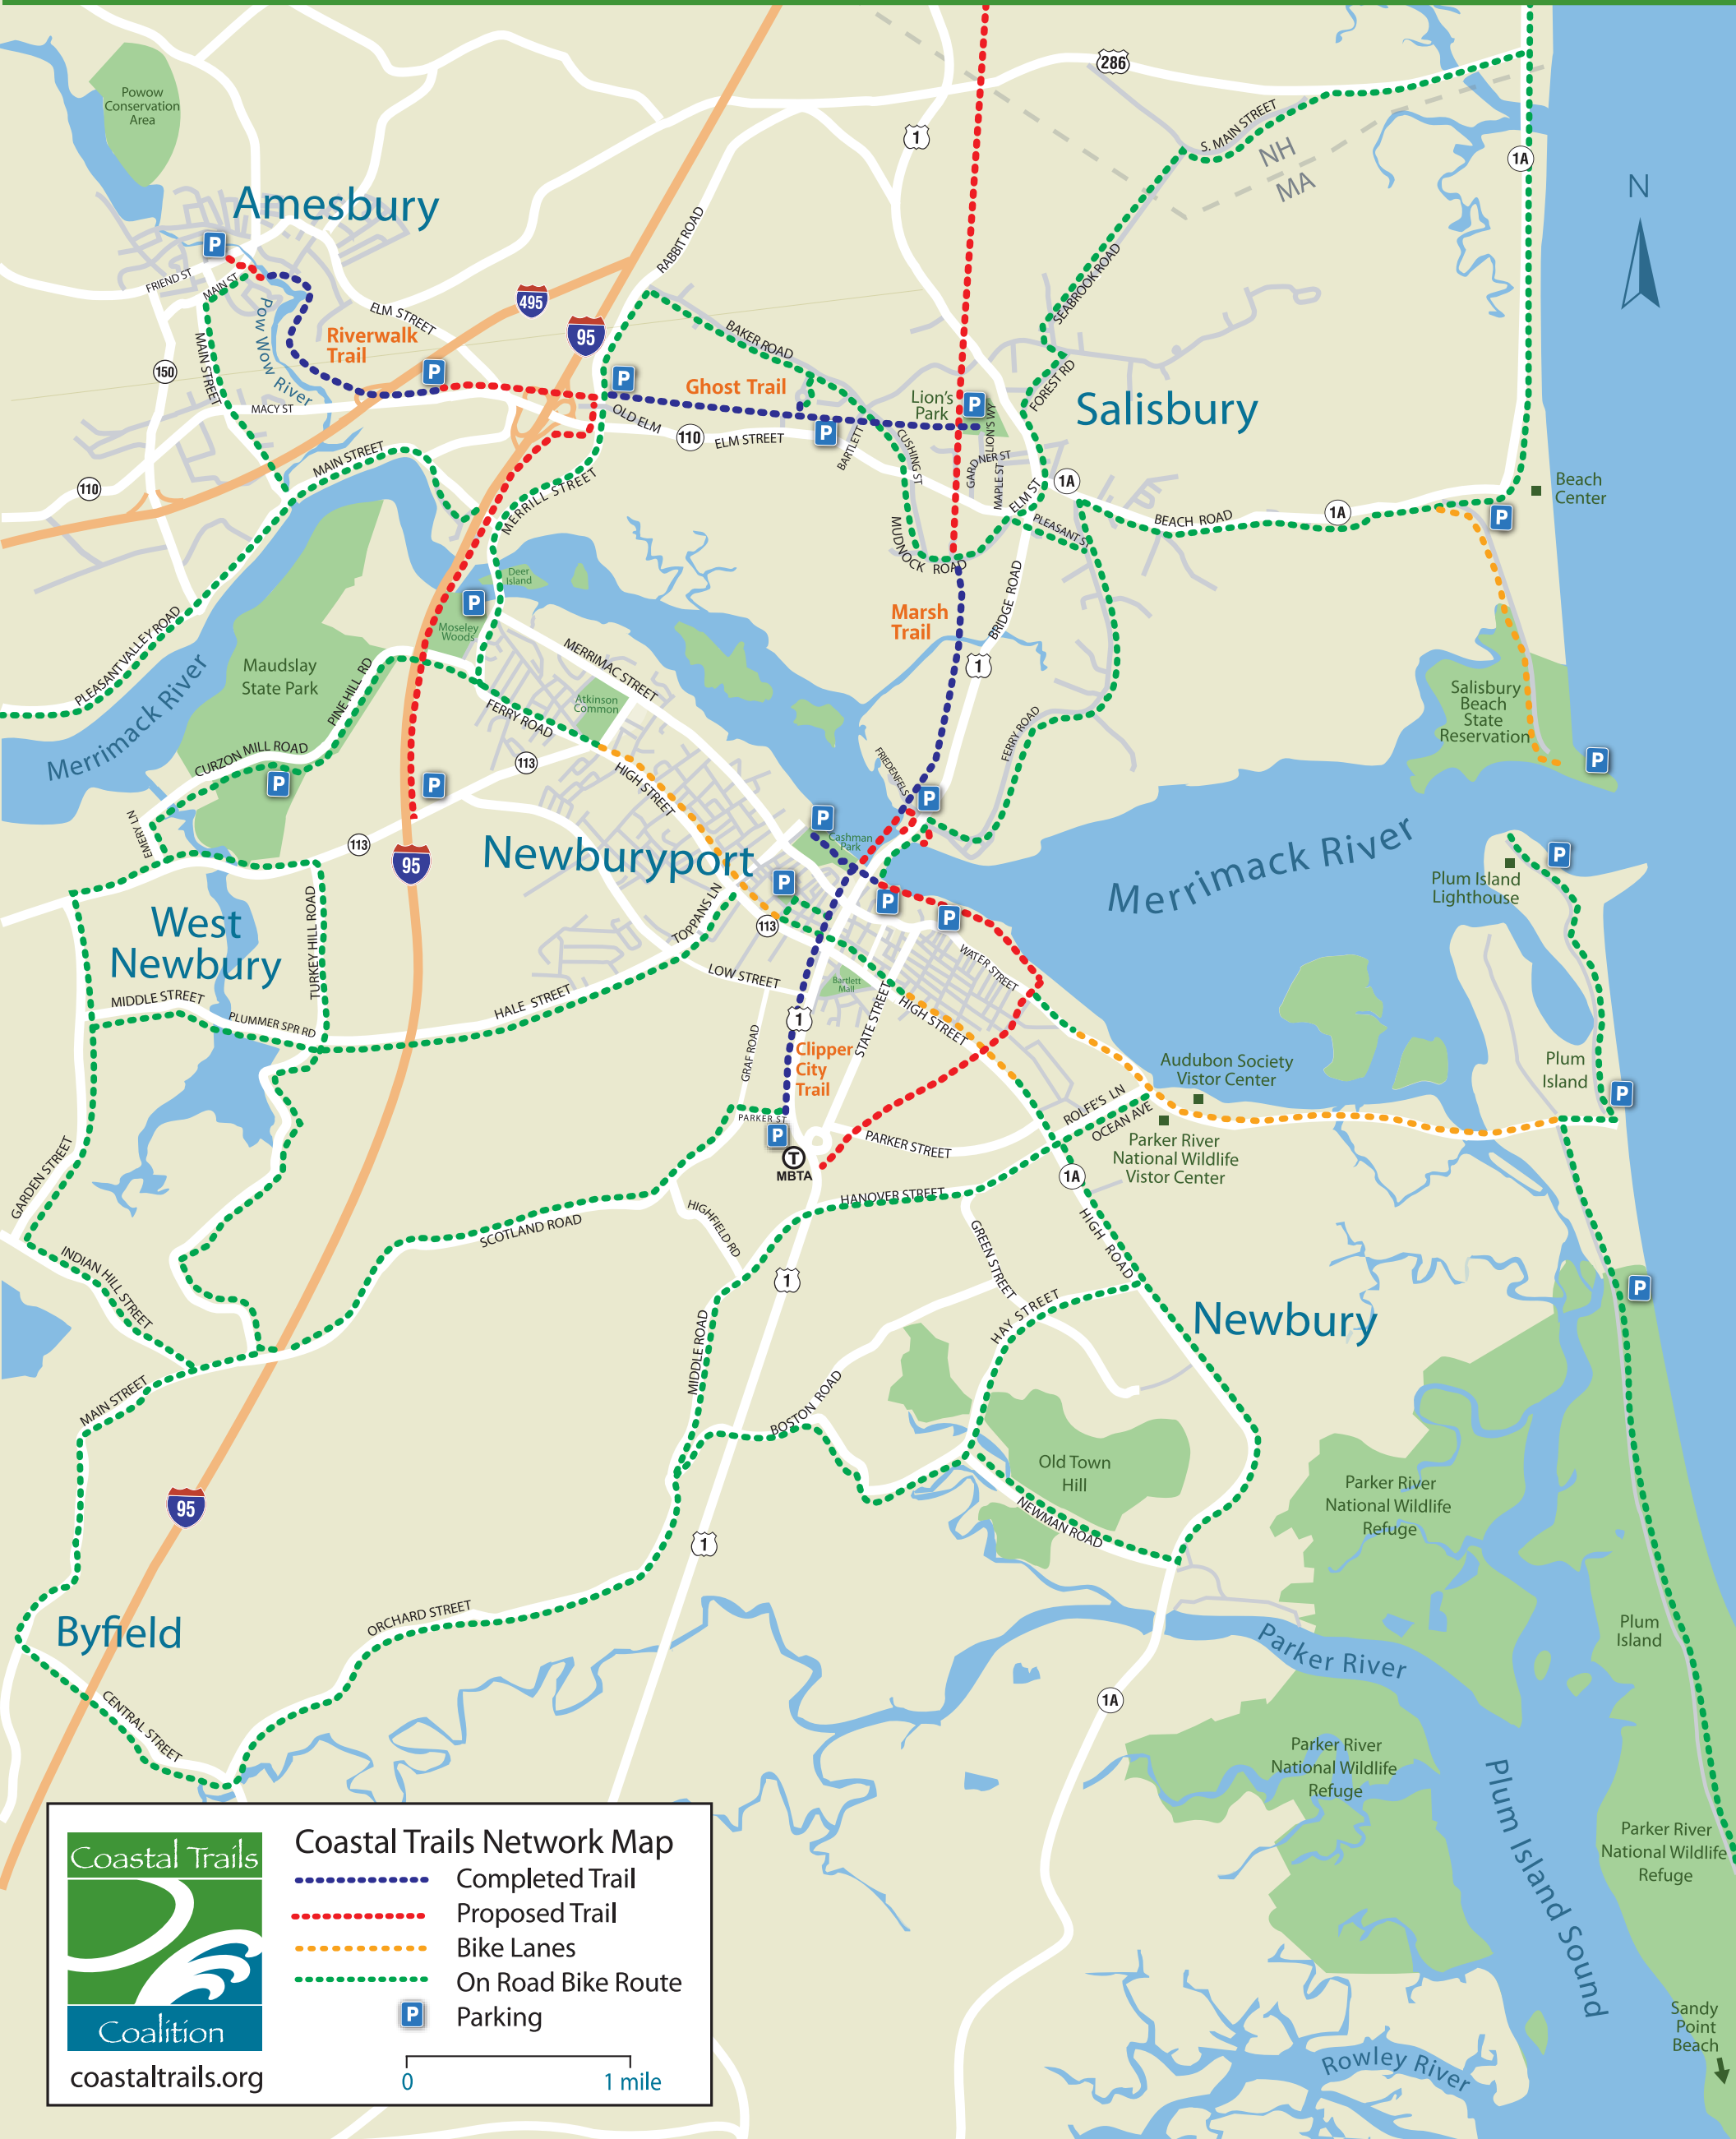 286
Powow
Conservation
Area
1
S. MAIN STREET
NH
MA
1A
N
Amesbury
P
RABBIT ROAD
FRIEND ST
MAIN ST
ELM STREET
495
95
SEABROOK ROAD
Riverwalk
Trail
Pow Wow River
MAIN STREET
150
P
P
BAKER ROAD
Ghost Trail
Lion's
Park
P
FOREST RD
Salisbury
MACY ST
OLD ELM
110
ELM STREET
P
BARTLETT
CUSHING ST
LION'S WY
GARDNER ST
MAPLE ST
ELM ST
1A
MAIN STREET
110
MERRILL STREET
PLEASANT ST
BEACH ROAD
1A
P
Beach
Center
MUDNOCK ROAD
Deer
Island
P
Moseley
Woods
Marsh
Trail
BRIDGE ROAD
1
PLEASANT VALLEY ROAD
Merrimack River
Maudslay
State Park
PINE HILL RD
MERRIMAC STREET
Atkinson
Common
FERRY ROAD
CURZON MILL ROAD
P
P
113
HIGH STREET
FERRY ROAD
FRIEDENFELS
Salisbury
Beach
State
Reservation
P
P
P
Cashman
Park
EMERY LN
113
95
Newburyport
P
Merrimack River
P
Plum Island
Lighthouse
TOPPANS LN
113
P
P
West
Newbury
TURKEY HILL ROAD
WATER STREET
MIDDLE STREET
PLUMMER SPR RD
HALE STREET
LOW STREET
Bartlett
Mall
HIGH STREET
STATE STREET
1
GRAF ROAD
Clipper
City
Trail
Audubon Society
Vistor Center
Plum
Island
P
PARKER ST
P
T
MBTA
PARKER STREET
ROLFE'S LN
OCEAN AVE
Parker River
National Wildlife
Vistor Center
GARDEN STREET
1A
HANOVER STREET
HIGHFIELD RD
SCOTLAND ROAD
INDIAN HILL STREET
GREEN STREET
HIGH ROAD
1
P
HAY STREET
Newbury
MIDDLE ROAD
MAIN STREET
BOSTON ROAD
Old Town
Hill
NEWMAN ROAD
Parker River
National Wildlife
Refuge
95
1
Byfield
ORCHARD STREET
Parker River
Plum
Island
CENTRAL STREET
1A
Parker River
National Wildlife
Refuge
Plum Island Sound
Parker River
National Wildlife
Refuge
Coastal Trails
Coalition
coastaltrails.org
Coastal Trails Network Map
Completed Trail
Proposed Trail
Bike Lanes
On Road Bike Route
P
Parking
0
1 mile
Sandy
Point
Beach
Rowley River